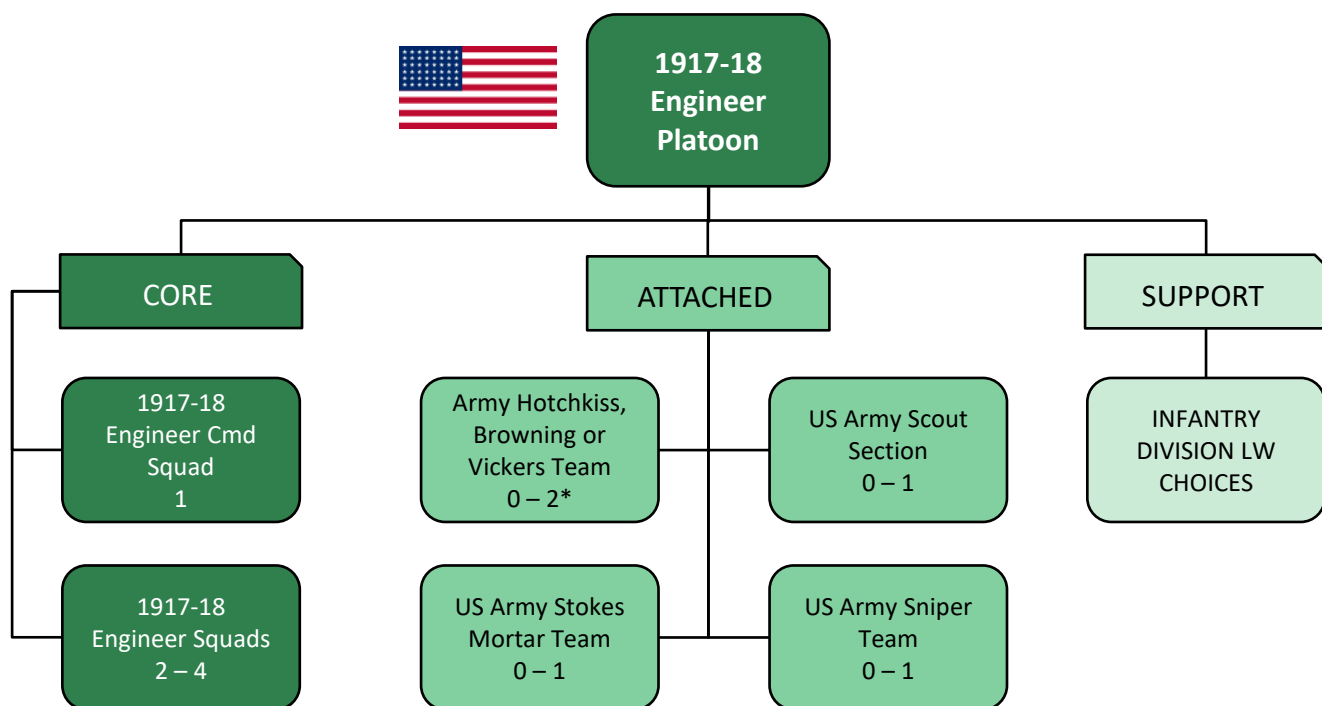 1917-18
Engineer
Platoon
CORE
ATTACHED
SUPPORT
1917-18
Engineer Cmd
Squad
1
Army Hotchkiss,
Browning or
Vickers Team
0 – 2*
US Army Scout
Section
0 – 1
INFANTRY
DIVISION LW
CHOICES
1917-18
Engineer Squads
2 – 4
US Army Stokes
Mortar Team
0 – 1
US Army Sniper
Team
0 – 1